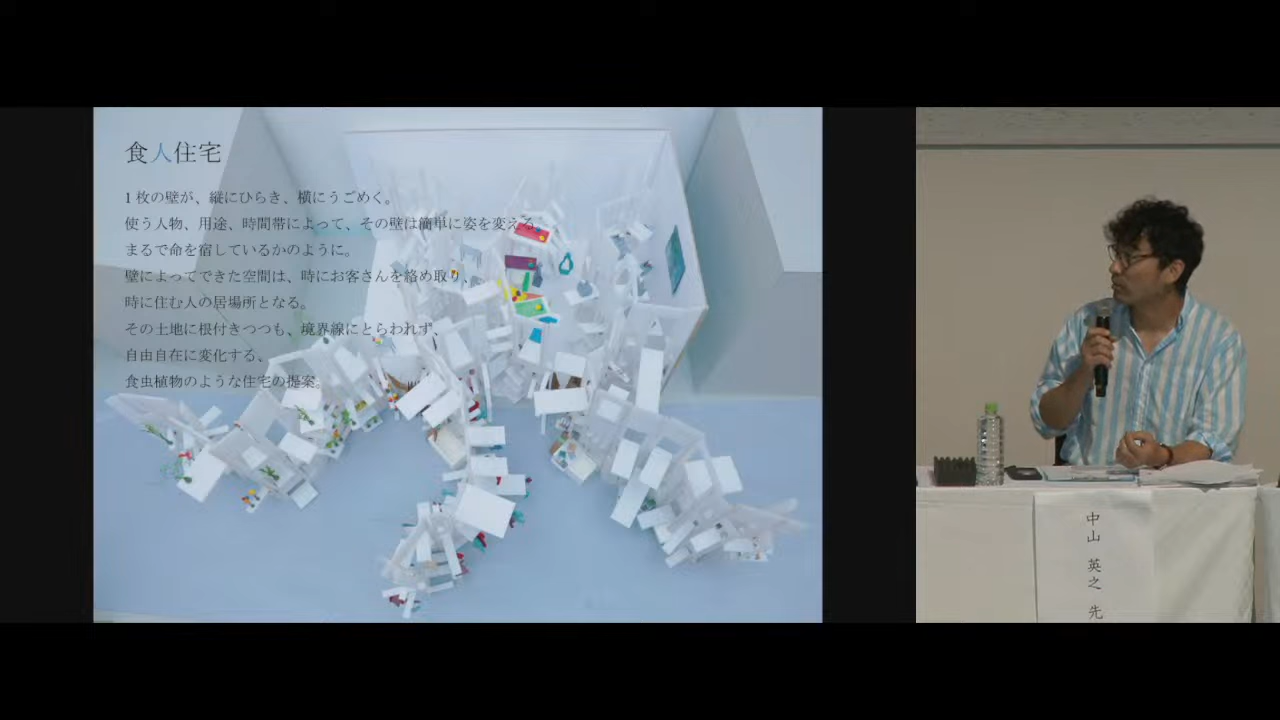 食人住宅
1枚の壁が、縦にひらき、横にうごめく。
使う人物、用途、時間帯によって、その壁は簡単に姿を変える。
まるで命を宿しているかのように。
壁によってできた空間は、時にお客さんを絡め取り、
時に住む人の居場所となる。
その土地に根付きつつも、境界線にとらわれず、
自由自在に変化する、
食虫植物のような住宅の提案。
中山 英之 先